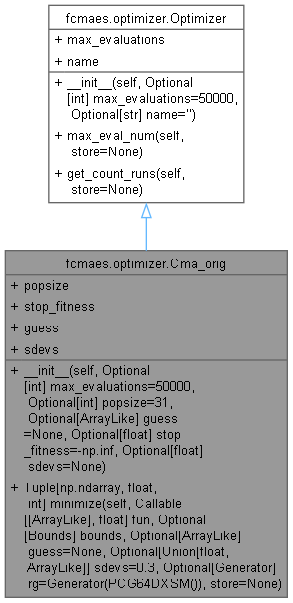 fcmaes.optimizer.Optimizer
+ max_evaluations
+ name
+ __init__(self, Optional
[int] max_evaluations=50000,
Optional[str] name='')
+ max_eval_num(self,
store=None)
+ get_count_runs(self,
store=None)
fcmaes.optimizer.Cma_orig
+ popsize
+ stop_fitness
+ guess
+ sdevs
+ __init__(self, Optional
[int] max_evaluations=50000,
Optional[int] popsize=31,
Optional[ArrayLike] guess
=None, Optional[float] stop
_fitness=-np.inf, Optional[float]
sdevs=None)
+ Tuple[np.ndarray, float,
int] minimize(self, Callable
[[ArrayLike], float] fun, Optional
[Bounds] bounds, Optional[ArrayLike]
guess=None, Optional[Union[float,
ArrayLike]] sdevs=0.3, Optional[Generator]
rg=Generator(PCG64DXSM()), store=None)